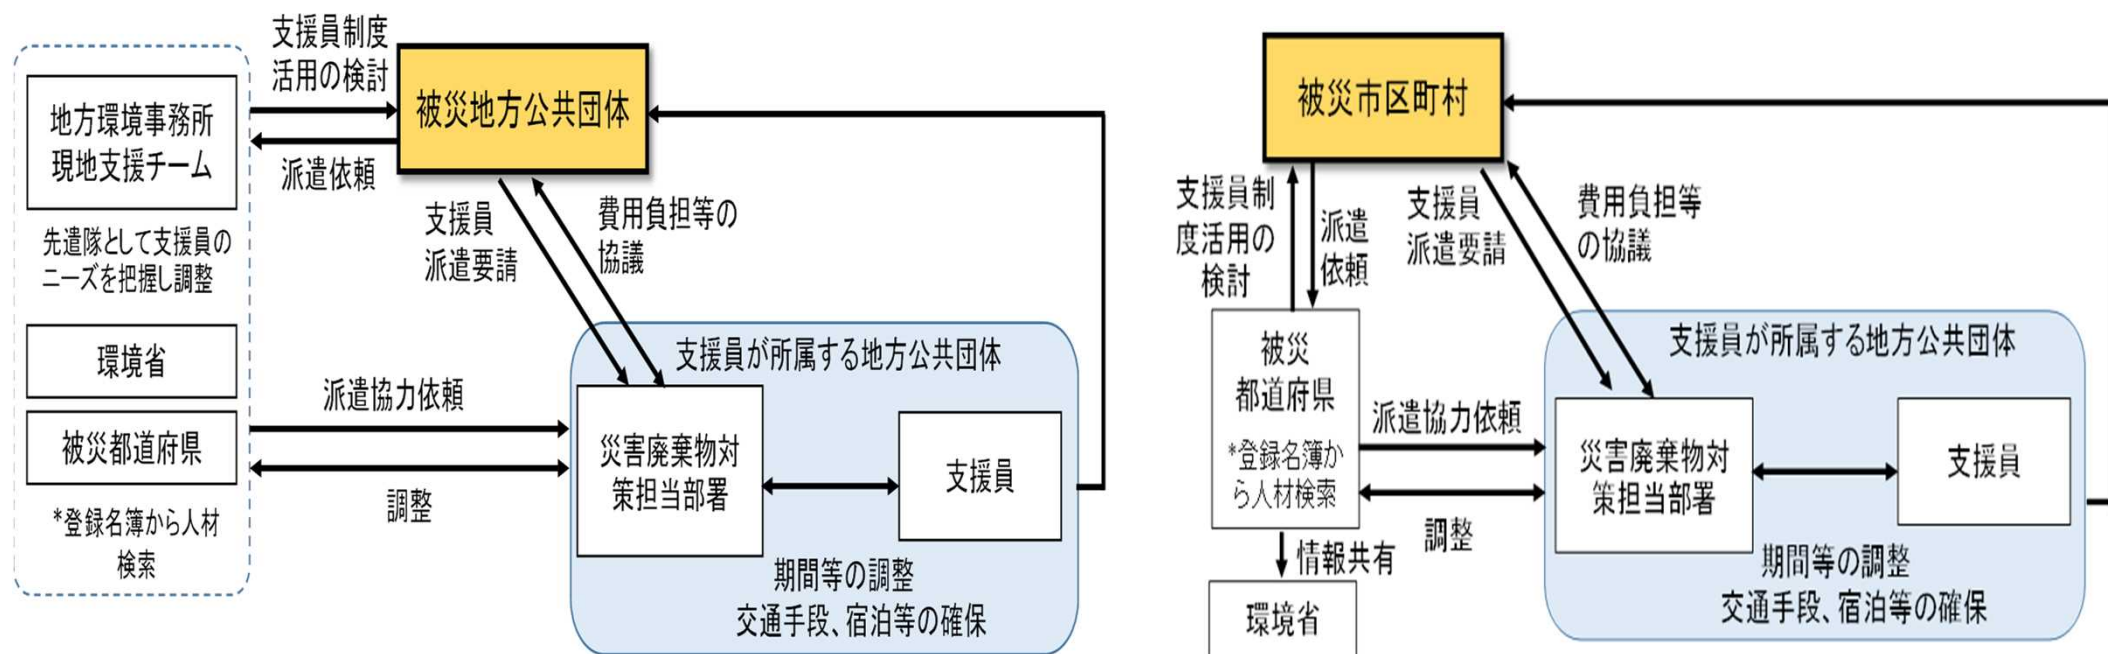 支援員制度
活用の検討
被災地方公共団体
地方環境事務所
現地支援チーム
派遣依頼
先遣隊として支援員の
ニーズを把握し調整
支援員
派遣要請
費用負担等の
協議
環境省
被災都道府県
*登録名簿から人材
検索
派遣協力依頼
調整
支援員が所属する地方公共団体
災害廃棄物対
策担当部署
支援員
期間等の調整
交通手段、宿泊等の確保
被災市区町村
支援員制
度活用の
検討
派遣
依頼
支援員
派遣要請
費用負担等
の協議
被災
都道府県
*登録名簿か
ら人材検索
派遣協力依頼
調整
情報共有
環境省
支援員が所属する地方公共団体
災害廃棄物対
策担当部署
支援員
期間等の調整
交通手段、宿泊等の確保